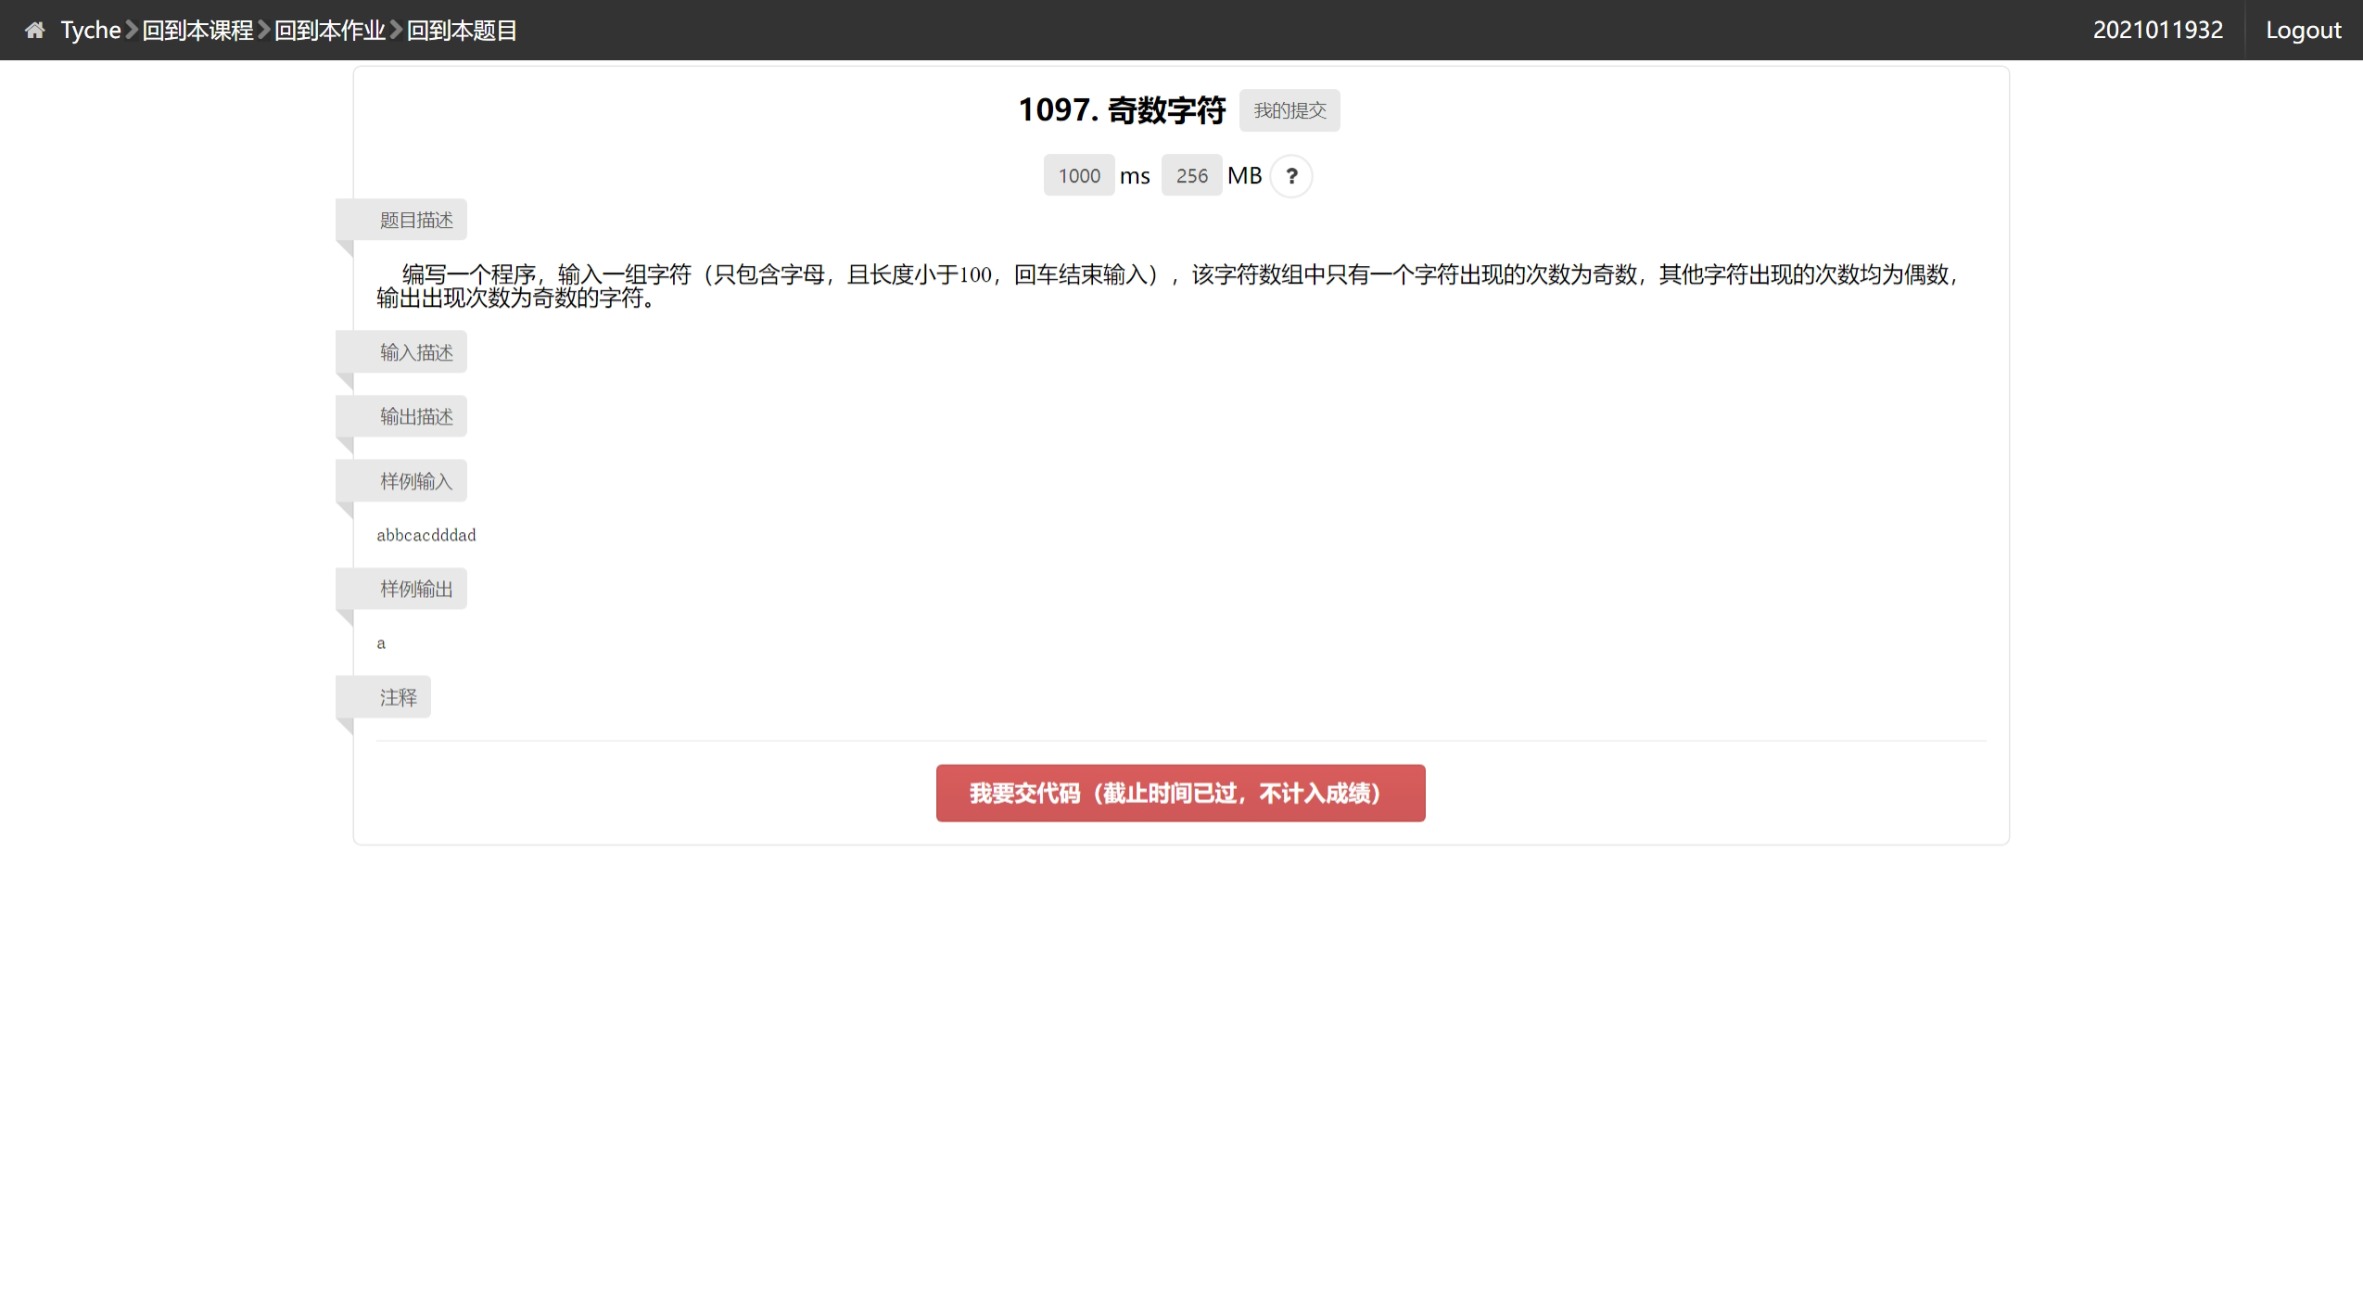 Tyche 回到本课程 回到本作业 回到本题目 2021011932 Logout
1097. 奇数字符 我的提交
1000 ms 256 MB ?
题目描述
编写一个程序，输入一组字符（只包含字母，且长度小于100，回车结束输入），该字符数组中只有一个字符出现的次数为奇数，其他字符出现的次数均为偶数，
输出出现次数为奇数的字符。
输入描述
输出描述
样例输入
abbcacdddad
样例输出
a
注释
我要交代码（截止时间已过，不计入成绩）